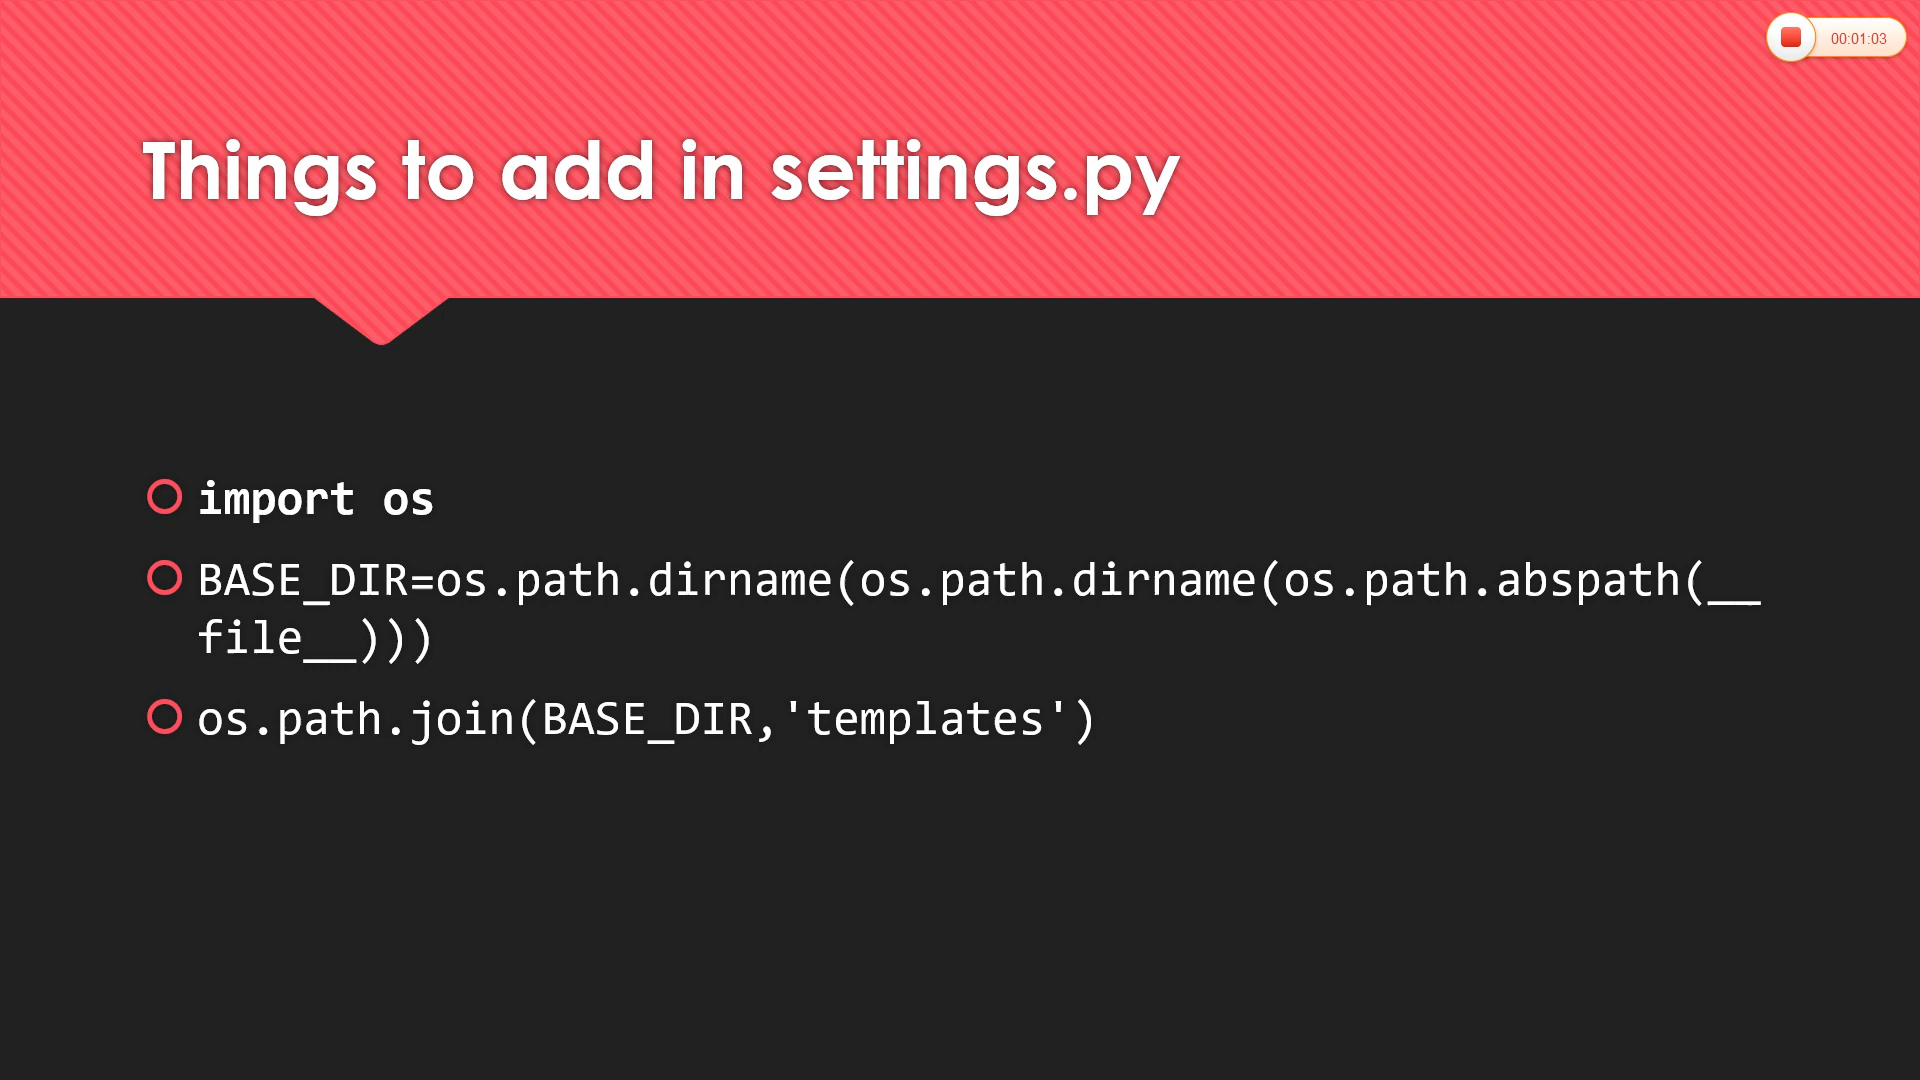 00:01:03
Things to add in settings.py
import os
BASE_DIR=os.path.dirname(os.path.dirname(os.path.abspath(__
file__)))
os.path.join(BASE_DIR,'templates')